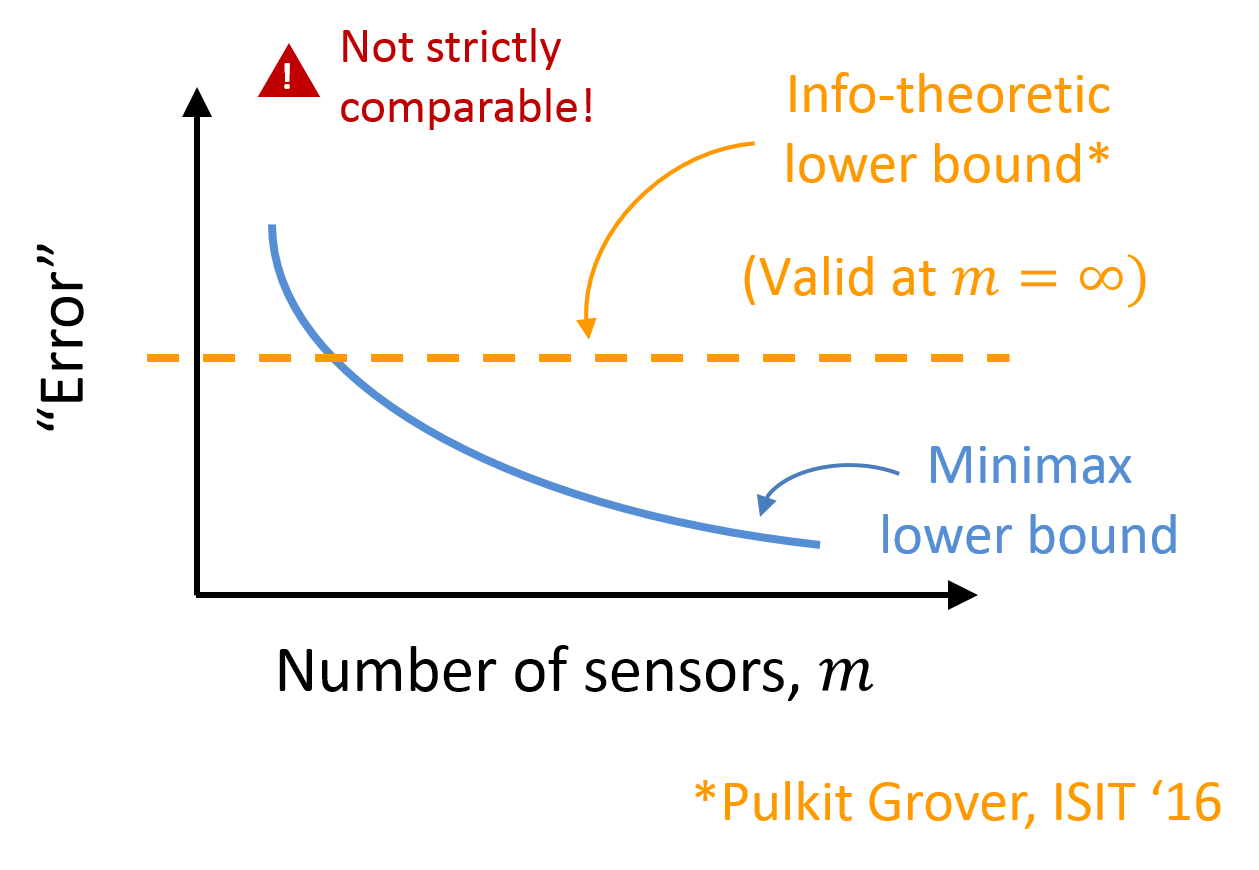 !
Not strictly
comparable!
Info-theoretic
lower bound*
(Valid at 𝑚 = ∞)
“Error”
Minimax
lower bound
Number of sensors, 𝑚
*Pulkit Grover, ISIT ‘16